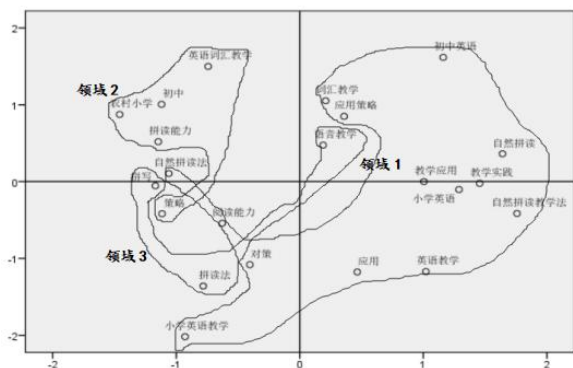 2
初中英语
英语词汇教学
领域 2
初中
词汇教学
农村小学
应用策略
1
拼读能力
语音教学
自然拼读
自然拼读法
领域 1
拼写
教学应用
教学实践
0
小学英语
策略
自然拼读教学法
阅读能力
领域 3
对策
-1
拼读法
应用
英语教学
小学英语教学
-2
-2
-1
0
1
2